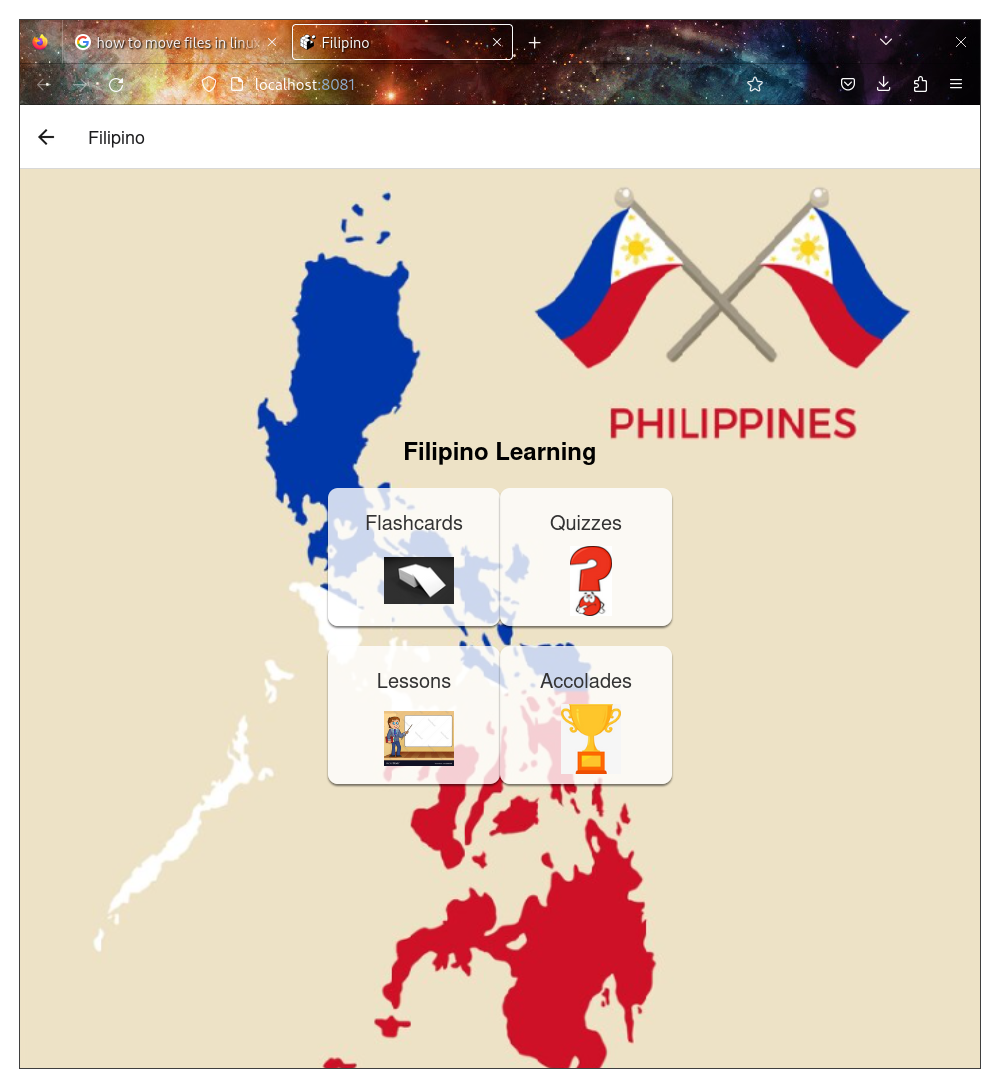 how to move files in linux
Filipino
localhost:8081
Filipino
PHILIPPINES
Filipino Learning
Flashcards
Quizzes
Lessons
Accolades